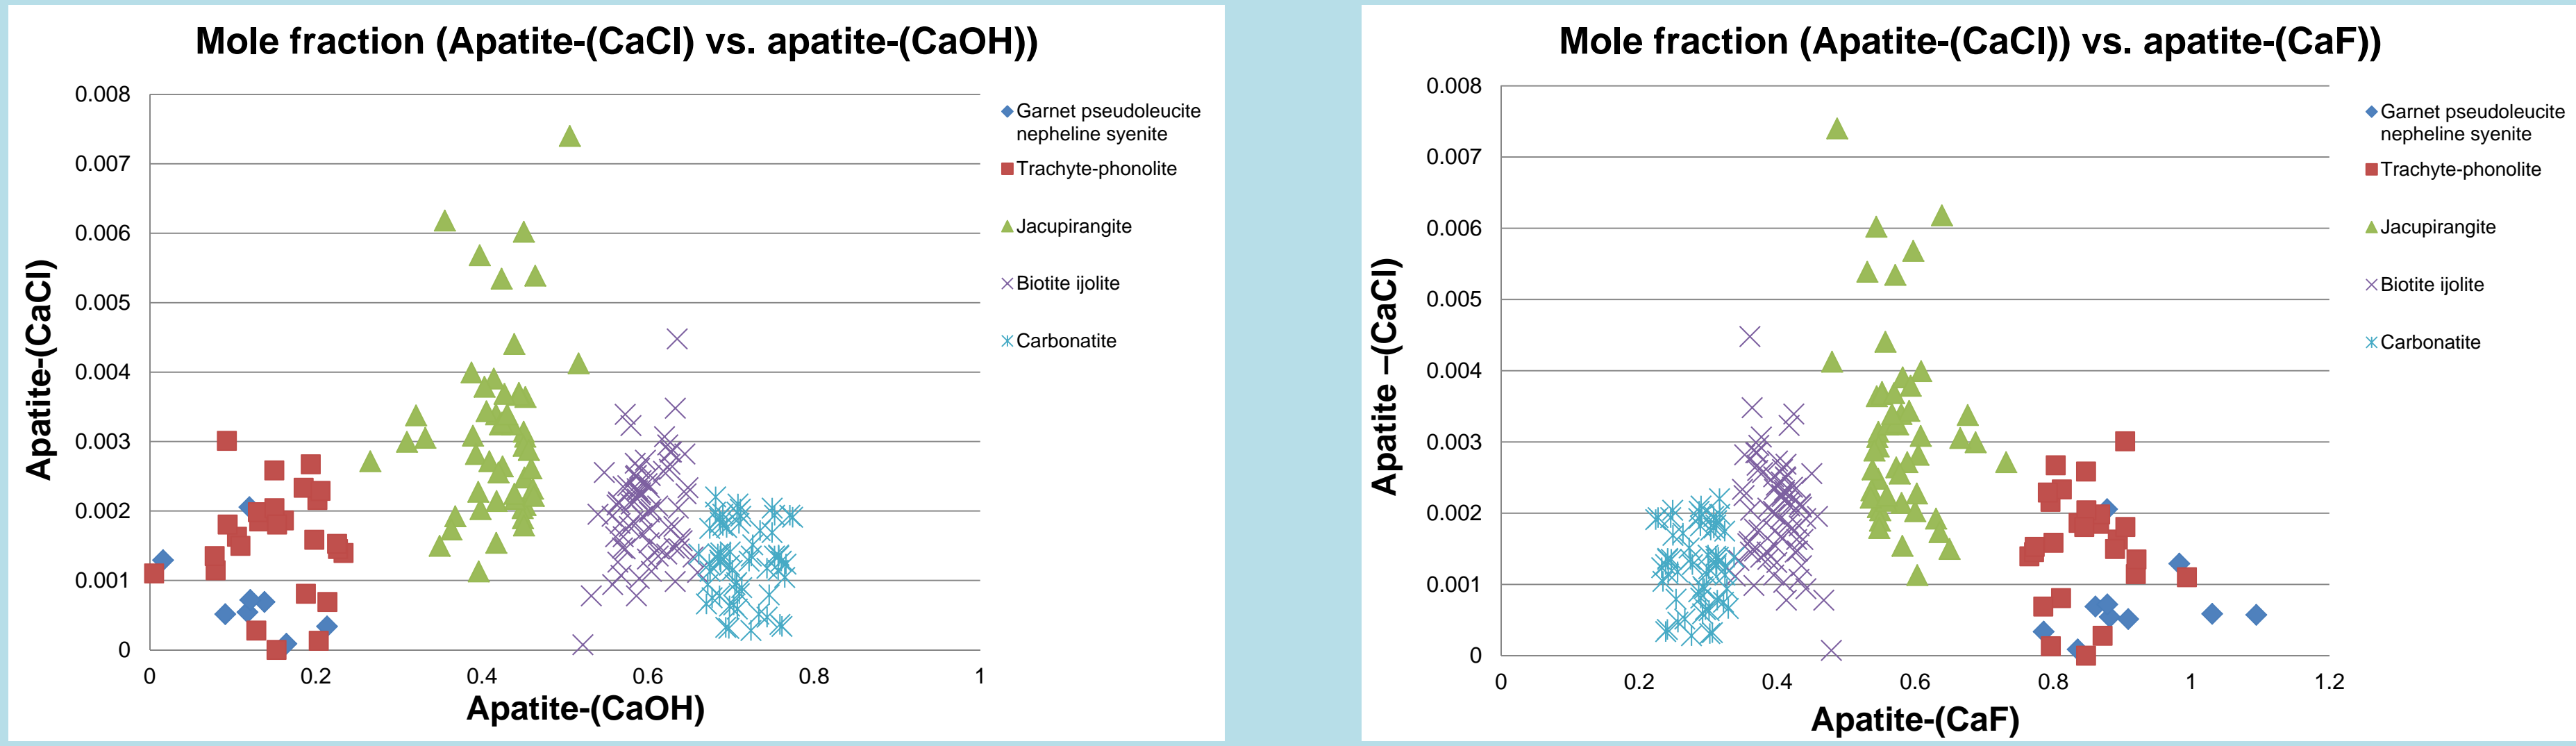 Mole fraction (Apatite-(CaCl) vs. apatite-(CaOH))
0.008
0.007
0.006
0.005
0.004
0.003
0.002
0.001
0
Apatite-(CaCl)
0 0.2 0.4 0.6 0.8 1
Apatite-(CaOH)
Garnet pseudoleucite
nepheline syenite
Trachyte-phonolite
Jacupirangite
Biotite ijolite
Carbonatite
Mole fraction (Apatite-(CaCl)) vs. apatite-(CaF))
0.008
0.007
0.006
0.005
0.004
0.003
0.002
0.001
0
Apatite –(CaCl)
0 0.2 0.4 0.6 0.8 1 1.2
Apatite-(CaF)
Garnet pseudoleucite
nepheline syenite
Trachyte-phonolite
Jacupirangite
Biotite ijolite
Carbonatite